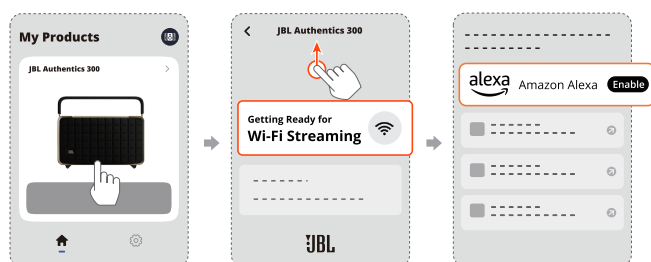 My Products
JBL Authentics 300
JBL Authentics 300
Getting Ready for
Wi-Fi Streaming
JBL
alexa
Amazon Alexa
Enable